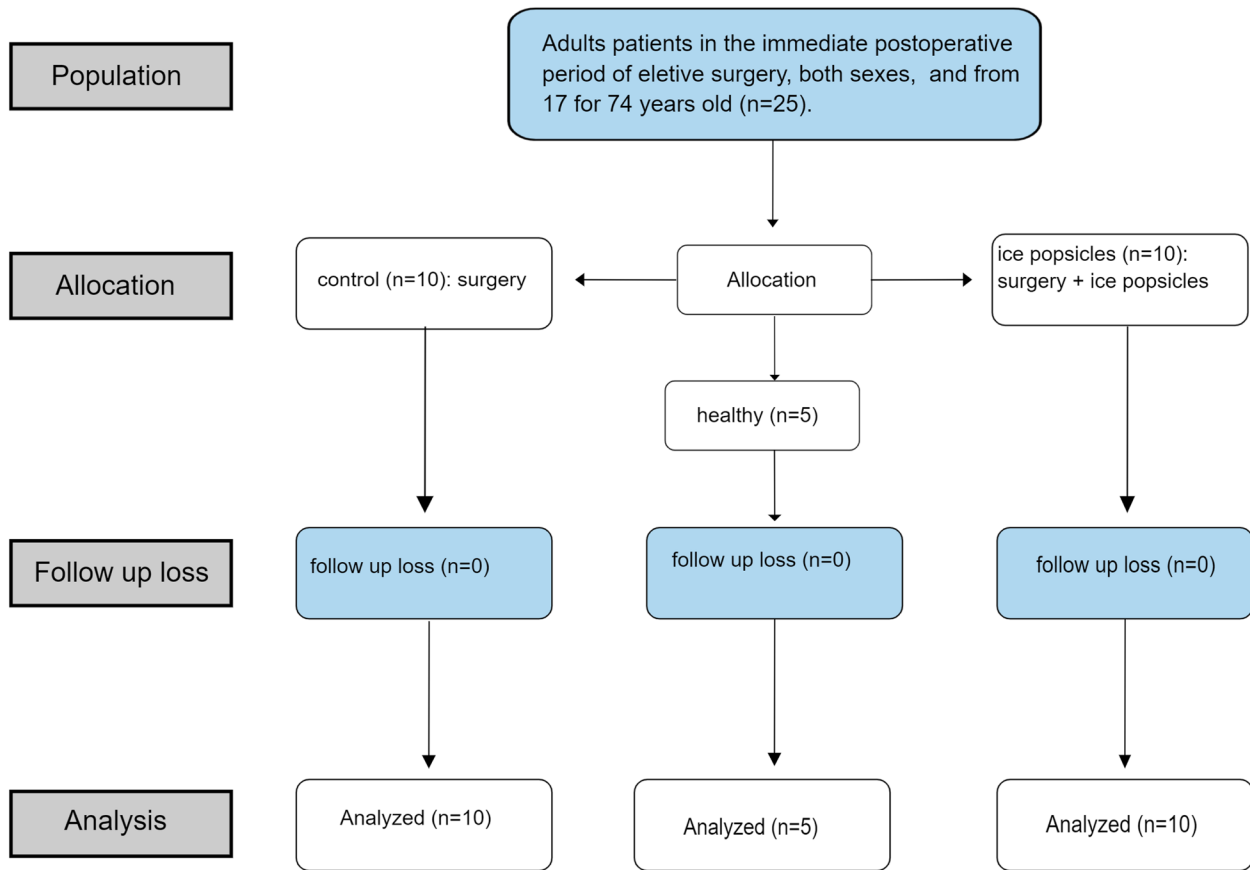 Population
Adults patients in the immediate postoperative
period of eletive surgery, both sexes, and from
17 for 74 years old (n=25).
Allocation
control (n=10): surgery
Allocation
ice popsicles (n=10):
surgery + ice popsicles
healthy (n=5)
Follow up loss
follow up loss (n=0)
follow up loss (n=0)
follow up loss (n=0)
Analysis
Analyzed (n=10)
Analyzed (n=5)
Analyzed (n=10)